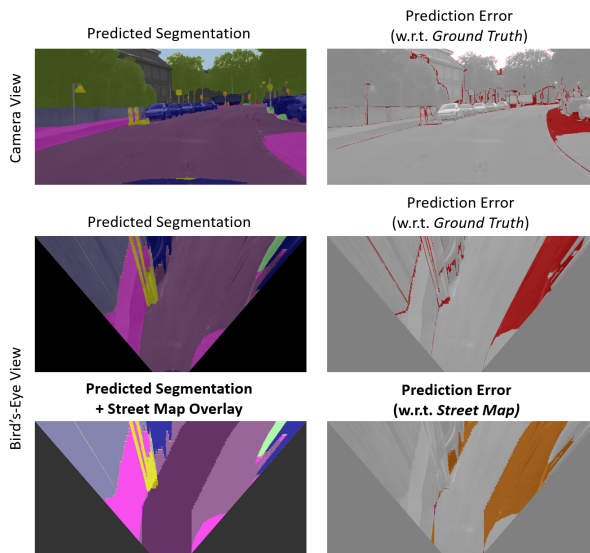 Predicted Segmentation
Prediction Error
(w.r.t. Ground Truth)
Camera View
Predicted Segmentation
Prediction Error
(w.r.t. Ground Truth)
Bird's-Eye View
Predicted Segmentation
+ Street Map Overlay
Prediction Error
(w.r.t. Street Map)